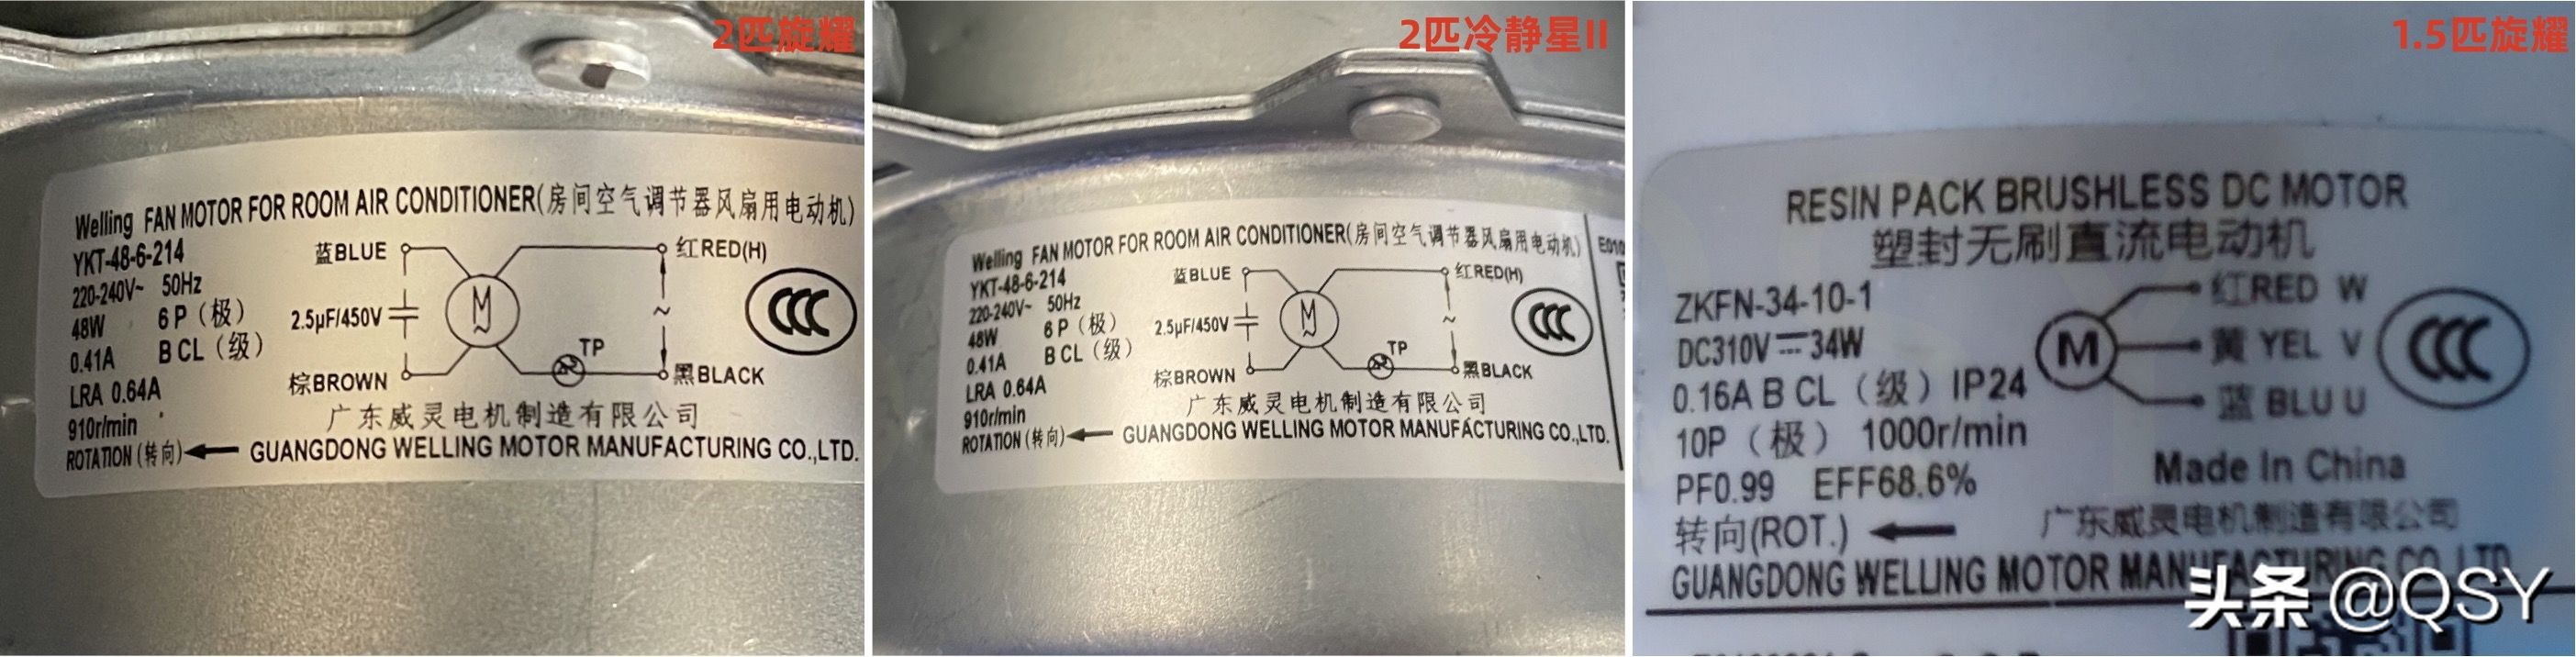 2匹旋耀
Welling FAN MOTOR FOR ROOM AIR CONDITIONER(房间空气调节器风扇用电动机)
YKT-48-6-214
220-240V~ 50Hz
48W 6 P（极）
0.41A B CL（级）
LRA 0.64A
910r/min
ROTATION (转向)
蓝BLUE
2.5μF/450V
棕BROWN
M
~
TP
红RED(H)
~
黑BLACK
CCC
广东威灵电机制造有限公司
GUANGDONG WELLING MOTOR MANUFACTURING CO.,LTD.
2匹冷静星II
Welling FAN MOTOR FOR ROOM AIR CONDITIONER(房间空气调节器风扇用电动机)
YKT-48-6-214
220-240V~ 50Hz
48W 6 P（极）
0.41A B CL（级）
LRA 0.64A
910r/min
ROTATION (转向)
蓝BLUE
2.5μF/450V
棕BROWN
M
~
TP
红RED(H)
~
黑BLACK
CCC
广东威灵电机制造有限公司
GUANGDONG WELLING MOTOR MANUFACTURING CO.,LTD.
1.5匹旋耀
RESIN PACK BRUSHLESS DC MOTOR
塑封无刷直流电动机
ZKFN-34-10-1
DC310V 34W
0.16A B CL（级）IP24
10P（极） 1000r/min
PF0.99 EFF68.6%
转向(ROT.)
M
红RED W
黄 YEL V
蓝 BLU U
CCC
Made In China
广东威灵电机制造有限公司
GUANGDONG WELLING MOTOR MANUFACTURING CO.,LTD
头条 @QSY